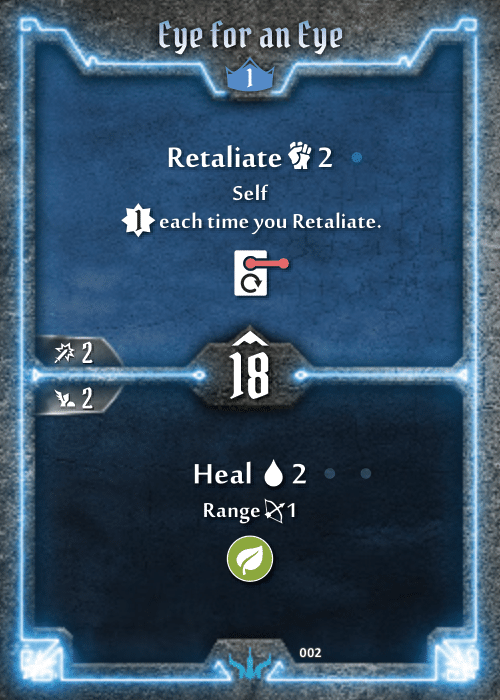 Eye for an Eye
1
Retaliate 2
Self
1 each time you Retaliate.
2
18
2
Heal 2
Range 1
002